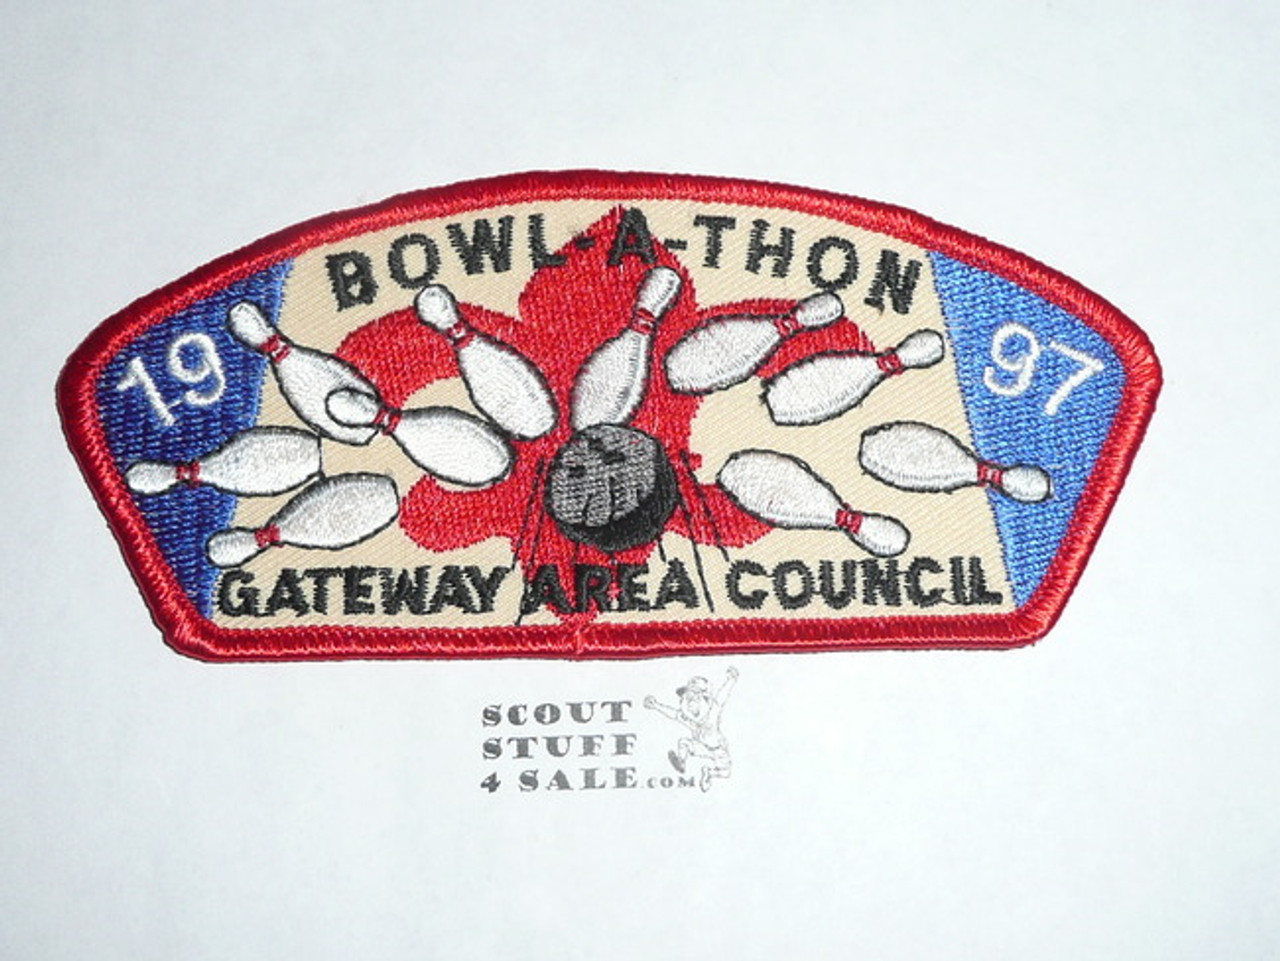 BOWL-A-THON
19 97
GATEWAY AREA COUNCIL
SCOUT
STUFF
4 SALE.COM